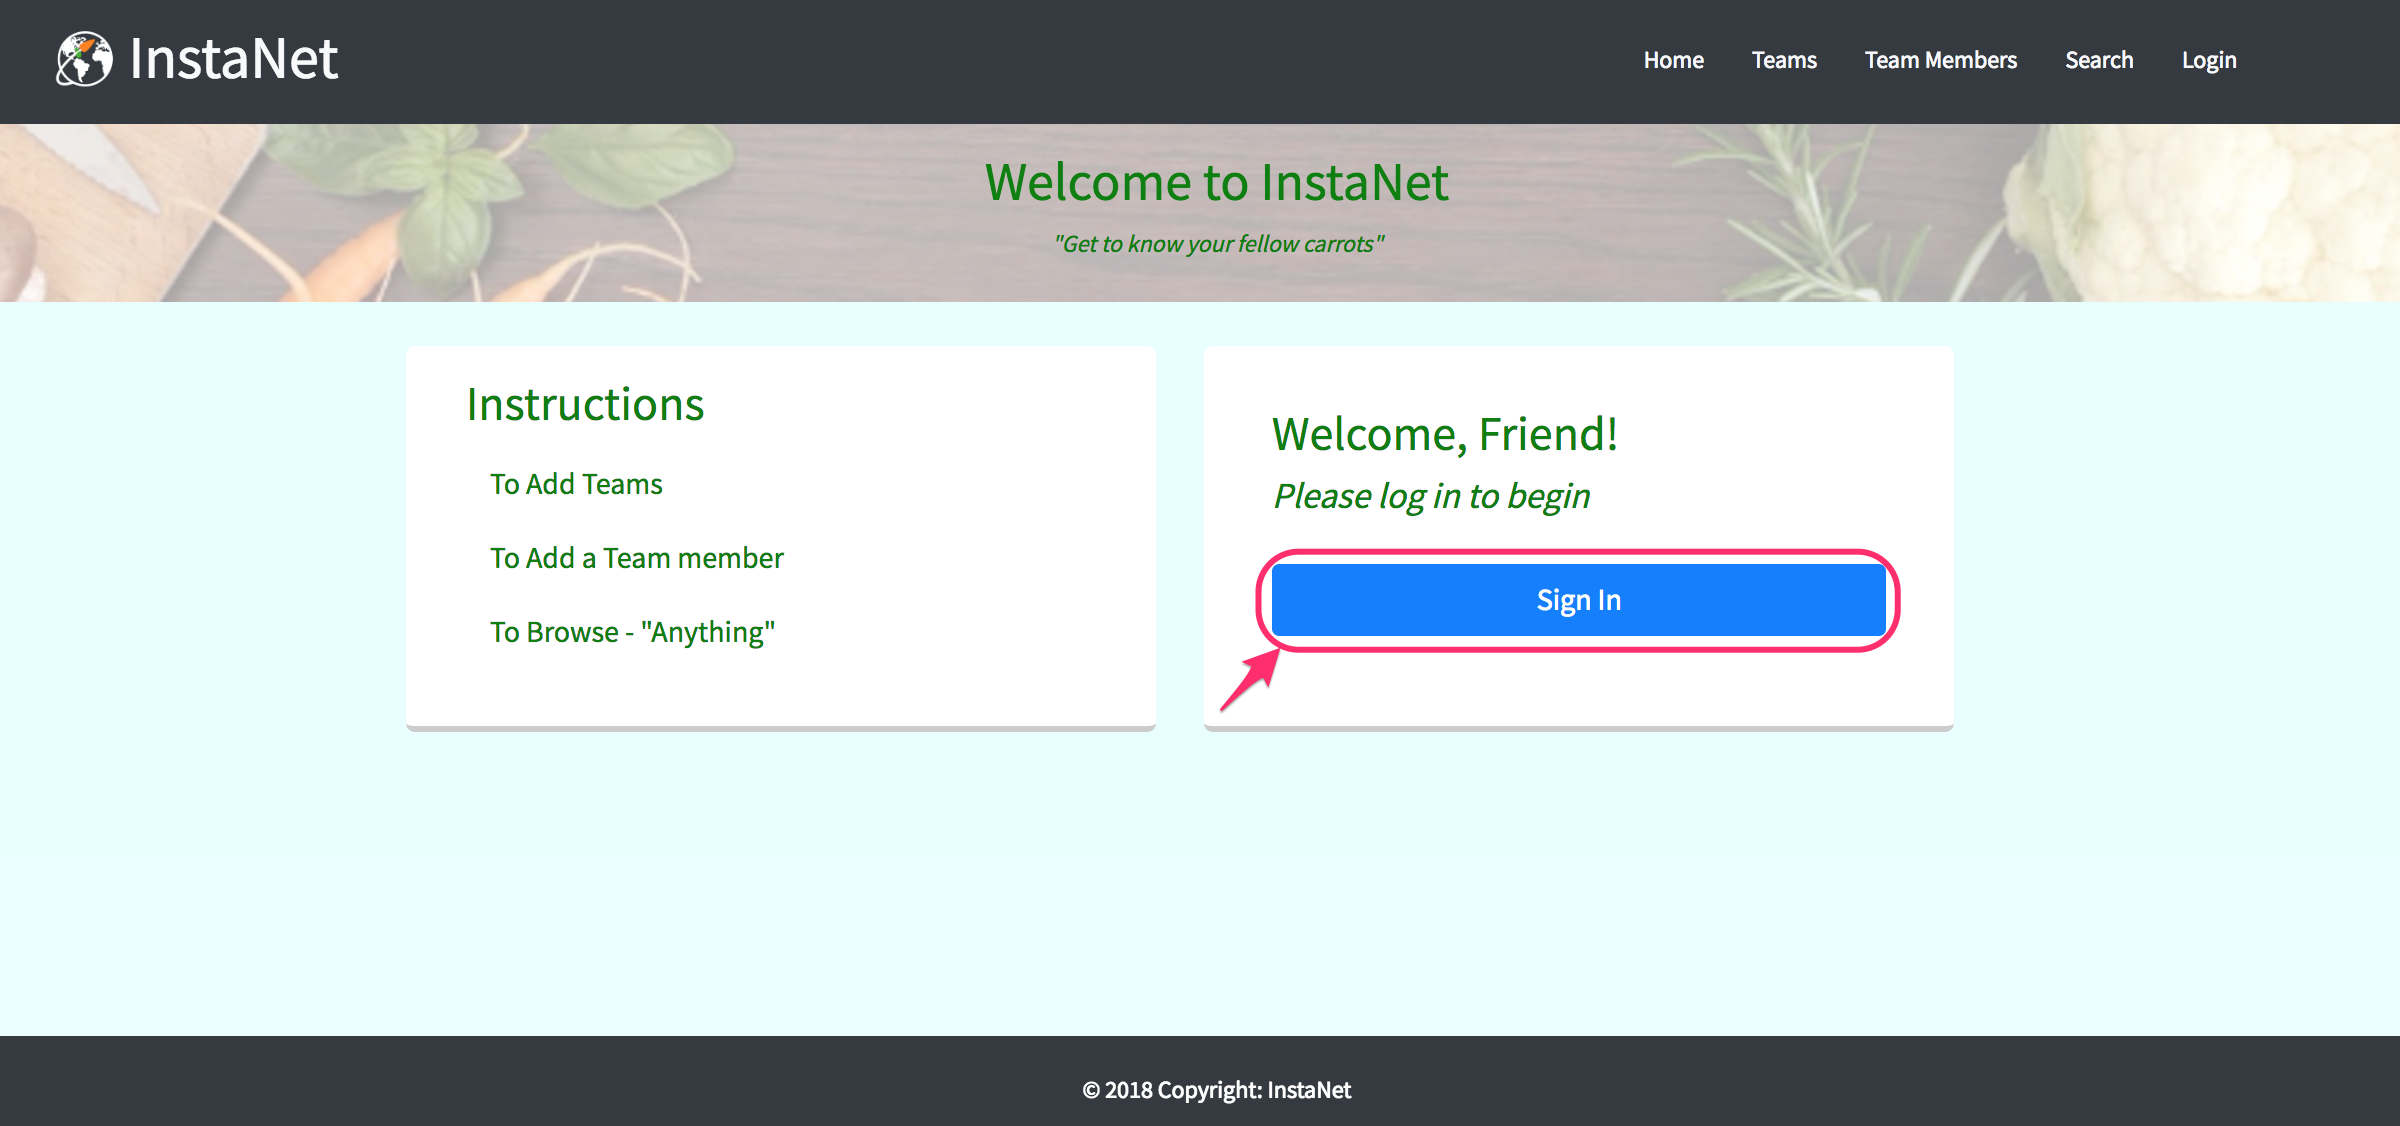 InstaNet
Home Teams Team Members Search Login
Welcome to InstaNet
"Get to know your fellow carrots"
Instructions
To Add Teams
To Add a Team member
To Browse - "Anything"
Welcome, Friend!
Please log in to begin
Sign In
© 2018 Copyright: InstaNet